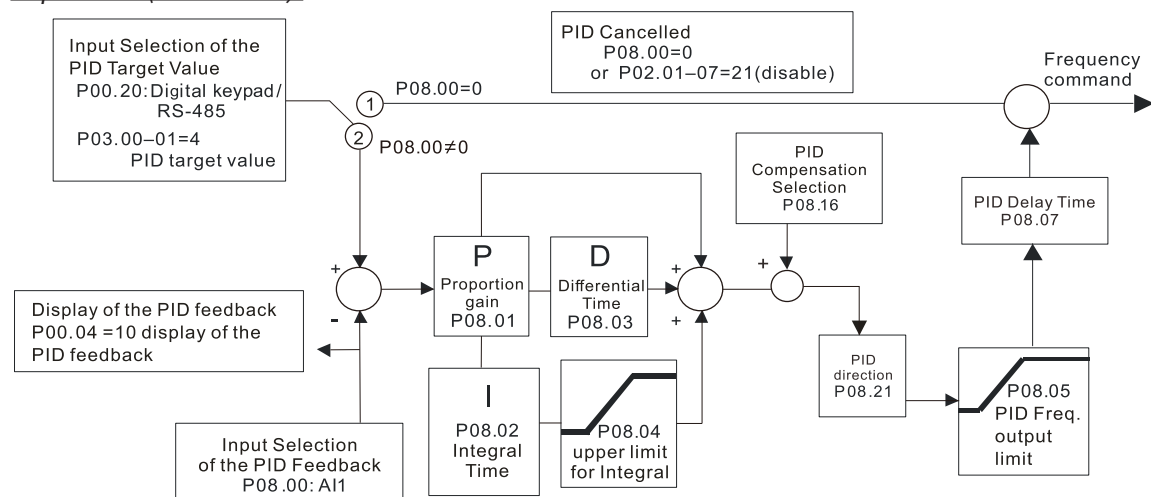 Input Selection of the
PID Target Value
P00.20:Digital keypad/
RS-485
P03.00–01=4
PID target value
1
P08.00=0
2
P08.00≠0
PID Cancelled
P08.00=0
or P02.01–07=21(disable)
Frequency
command
PID
Compensation
Selection
P08.16
PID Delay Time
P08.07
+
-
P
Proportion
gain
P08.01
D
Differential
Time
P08.03
+
+
+
Display of the PID feedback
P00.04 =10 display of the
PID feedback
I
P08.02
Integral
Time
P08.04
upper limit
for Integral
PID
direction
P08.21
P08.05
PID Freq.
output
limit
Input Selection
of the PID Feedback
P08.00: AI1